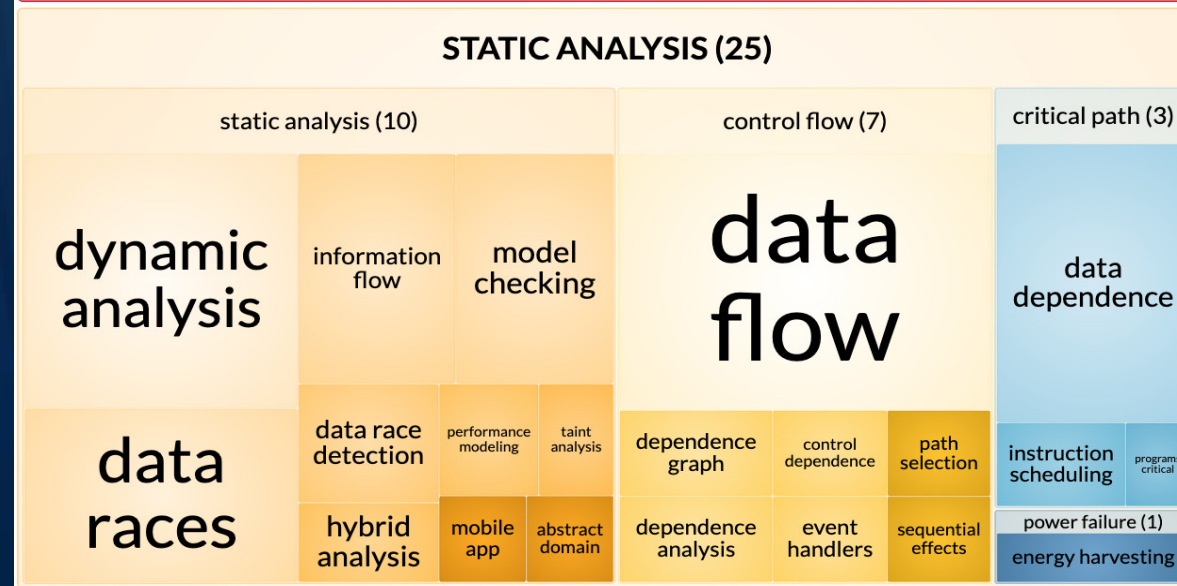 STATIC ANALYSIS (25)
static analysis (10)
dynamic
analysis
information
flow
model
checking
data
races
data race
detection
performance
modeling
taint
analysis
hybrid
analysis
mobile
app
abstract
domain
control flow (7)
data
flow
dependence
graph
control
dependence
path
selection
dependence
analysis
event
handlers
sequential
effects
critical path (3)
data
dependence
instruction
scheduling
critical
power failure (1)
energy harvesting